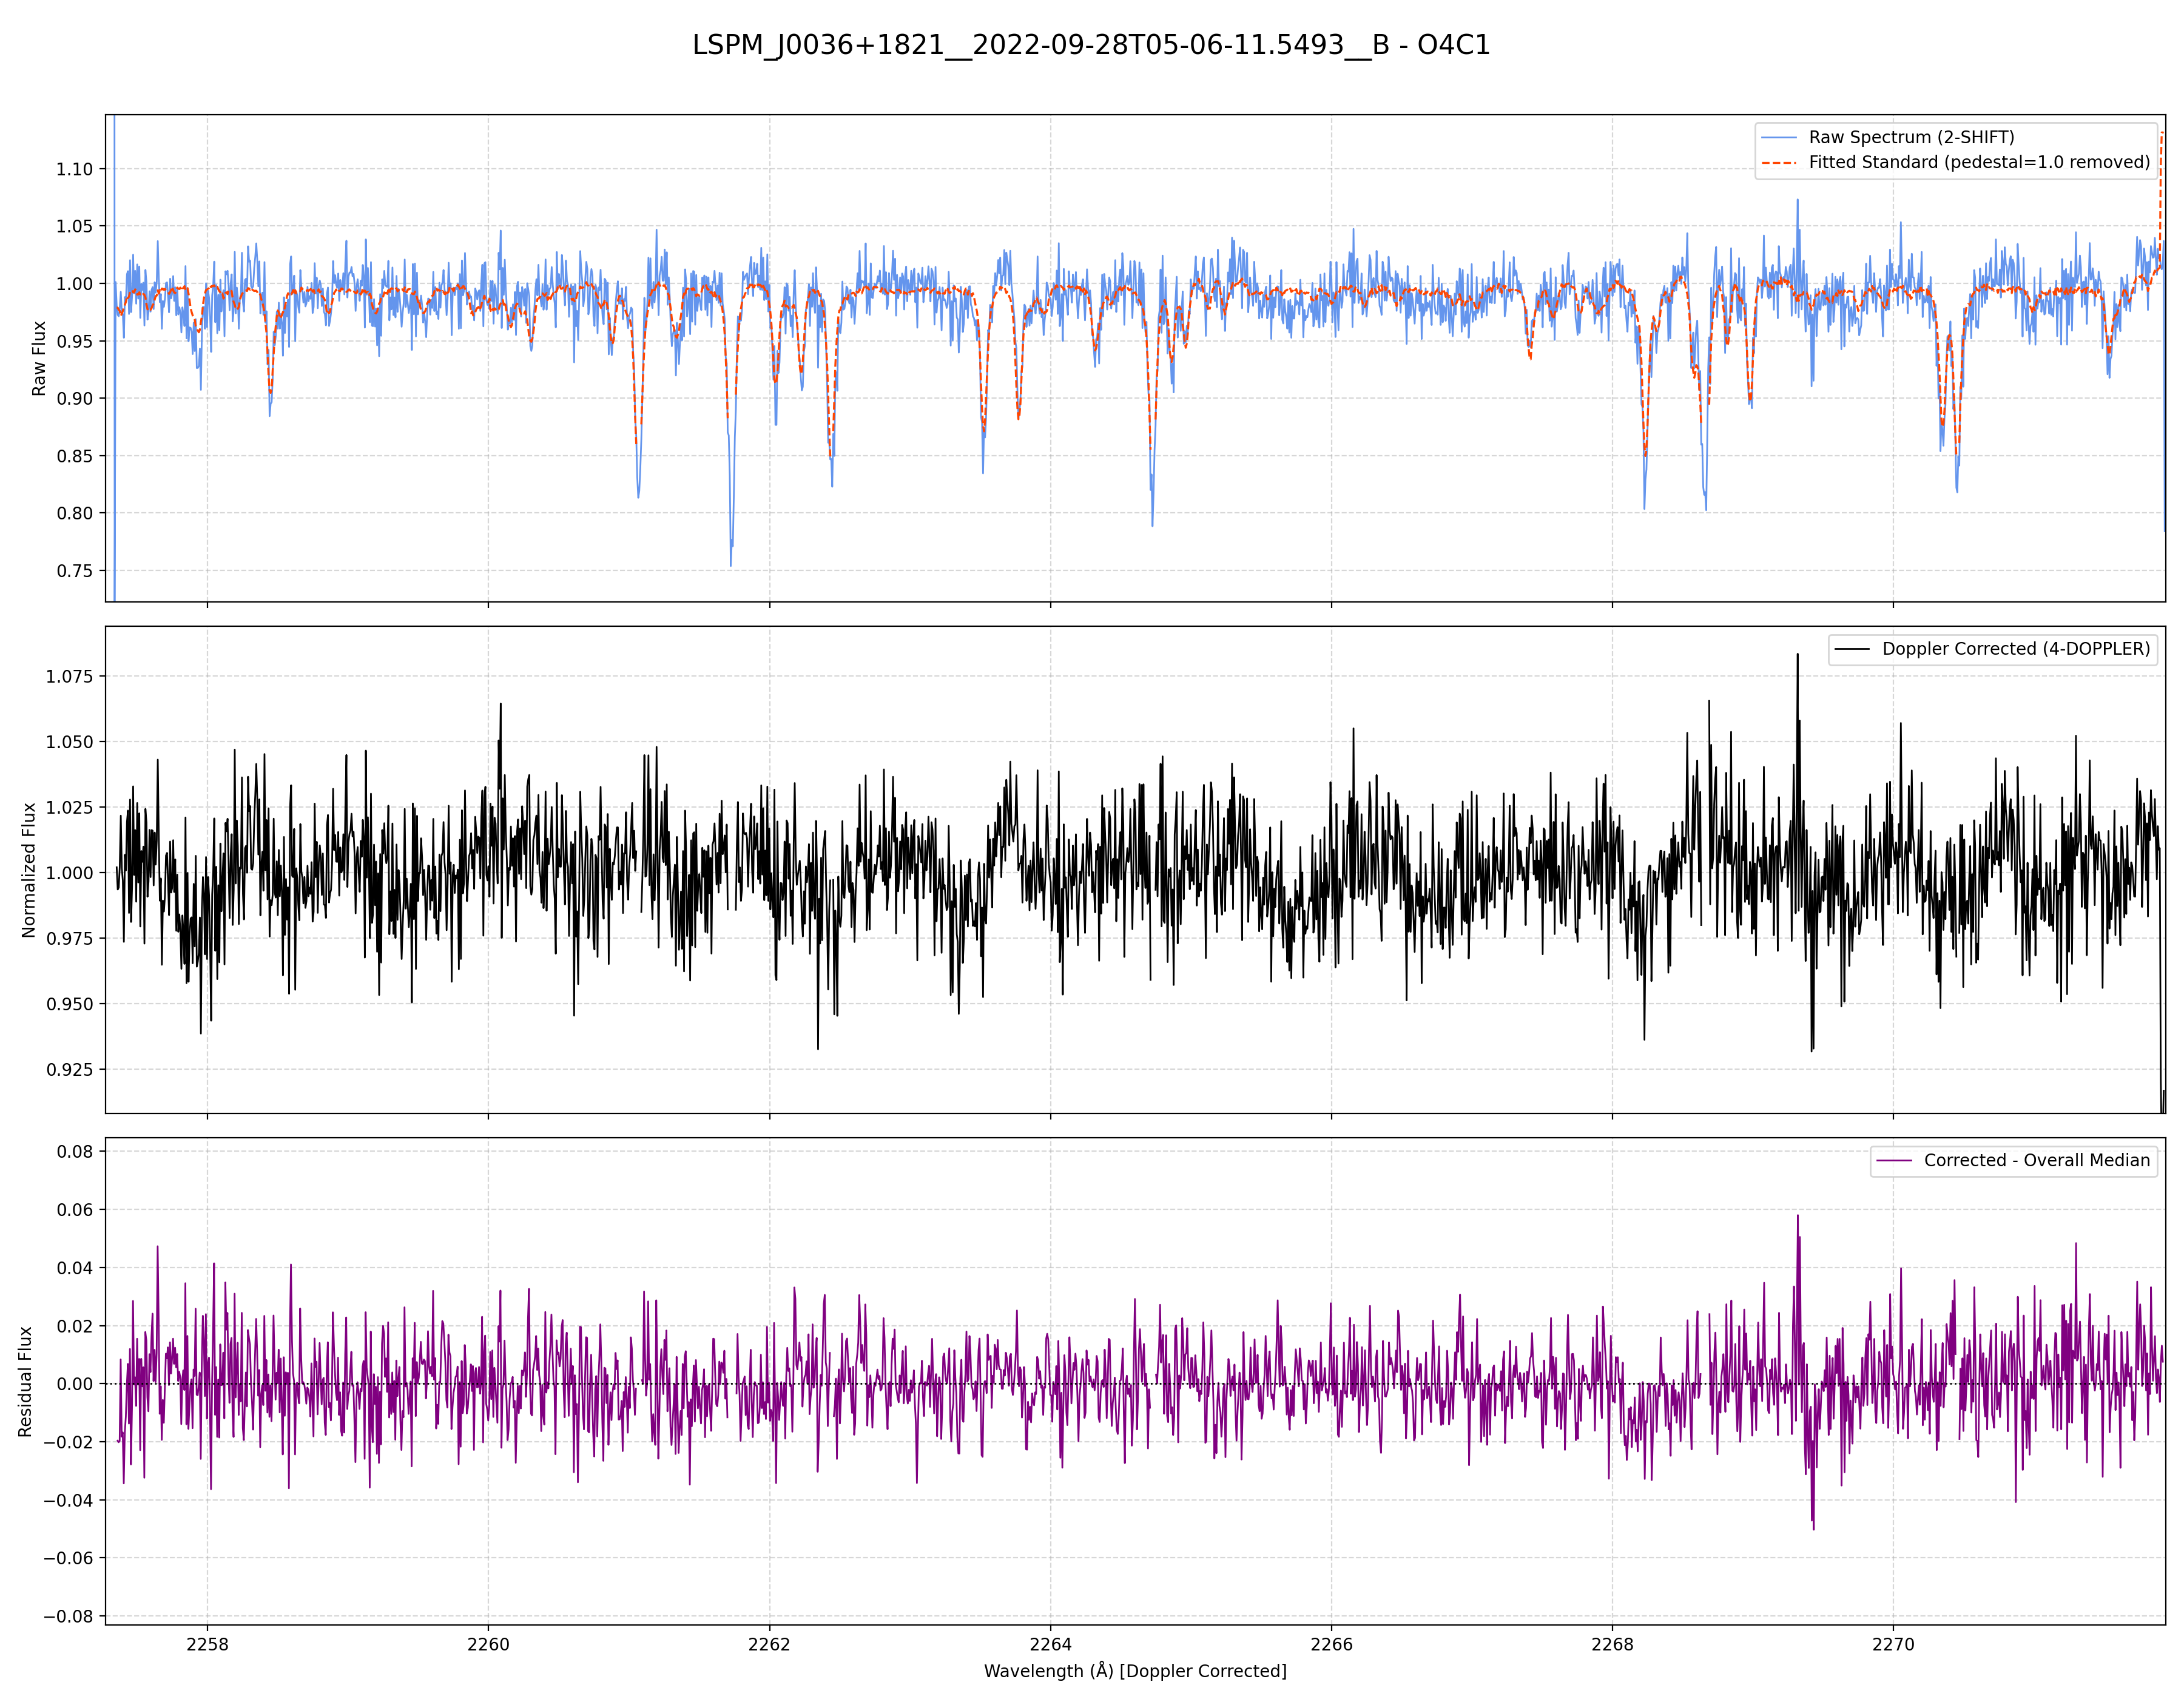 LSPM_J0036+1821__2022-09-28T05-06-11.5493__B - O4C1
Raw Spectrum (2-SHIFT)
Fitted Standard (pedestal=1.0 removed)
1.10
1.05
1.00
0.95
0.90
0.85
0.80
0.75
Raw Flux
Doppler Corrected (4-DOPPLER)
1.075
1.050
1.025
1.000
0.975
0.950
0.925
Normalized Flux
Corrected - Overall Median
0.08
0.06
0.04
0.02
0.00
−0.02
−0.04
−0.06
−0.08
Residual Flux
2258 2260 2262 2264 2266 2268 2270
Wavelength (Å) [Doppler Corrected]